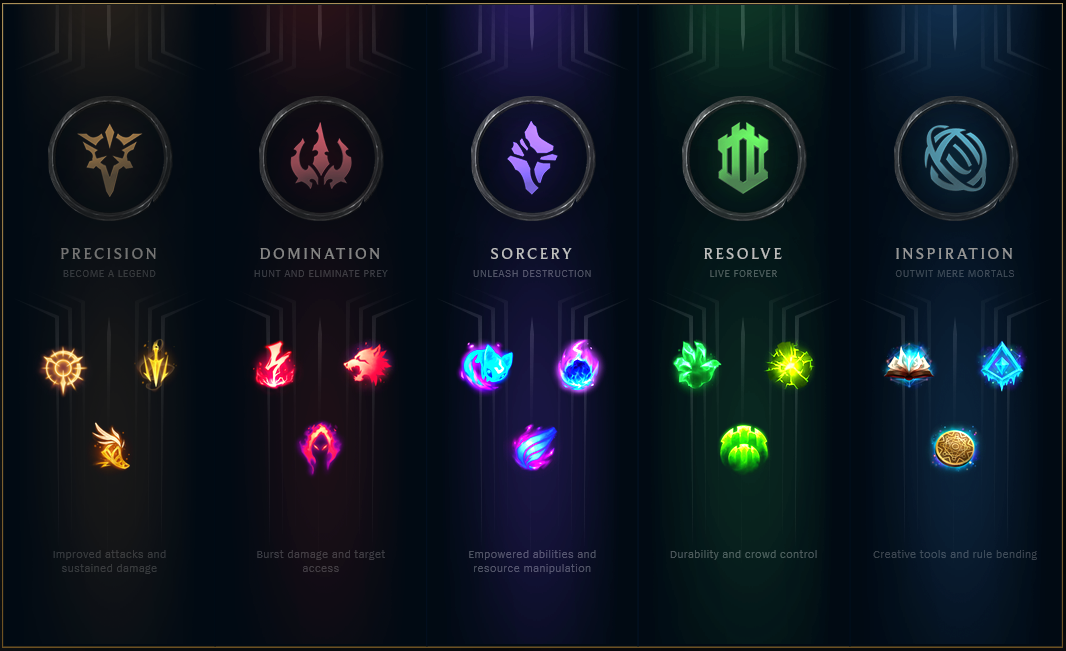 PRECISION
BECOME A LEGEND
Improved attacks and
sustained damage
DOMINATION
HUNT AND ELIMINATE PREY
Burst damage and target
access
SORCERY
UNLEASH DESTRUCTION
Empowered abilities and
resource manipulation
RESOLVE
LIVE FOREVER
Durability and crowd control
INSPIRATION
OUTWIT MERE MORTALS
Creative tools and rule bending